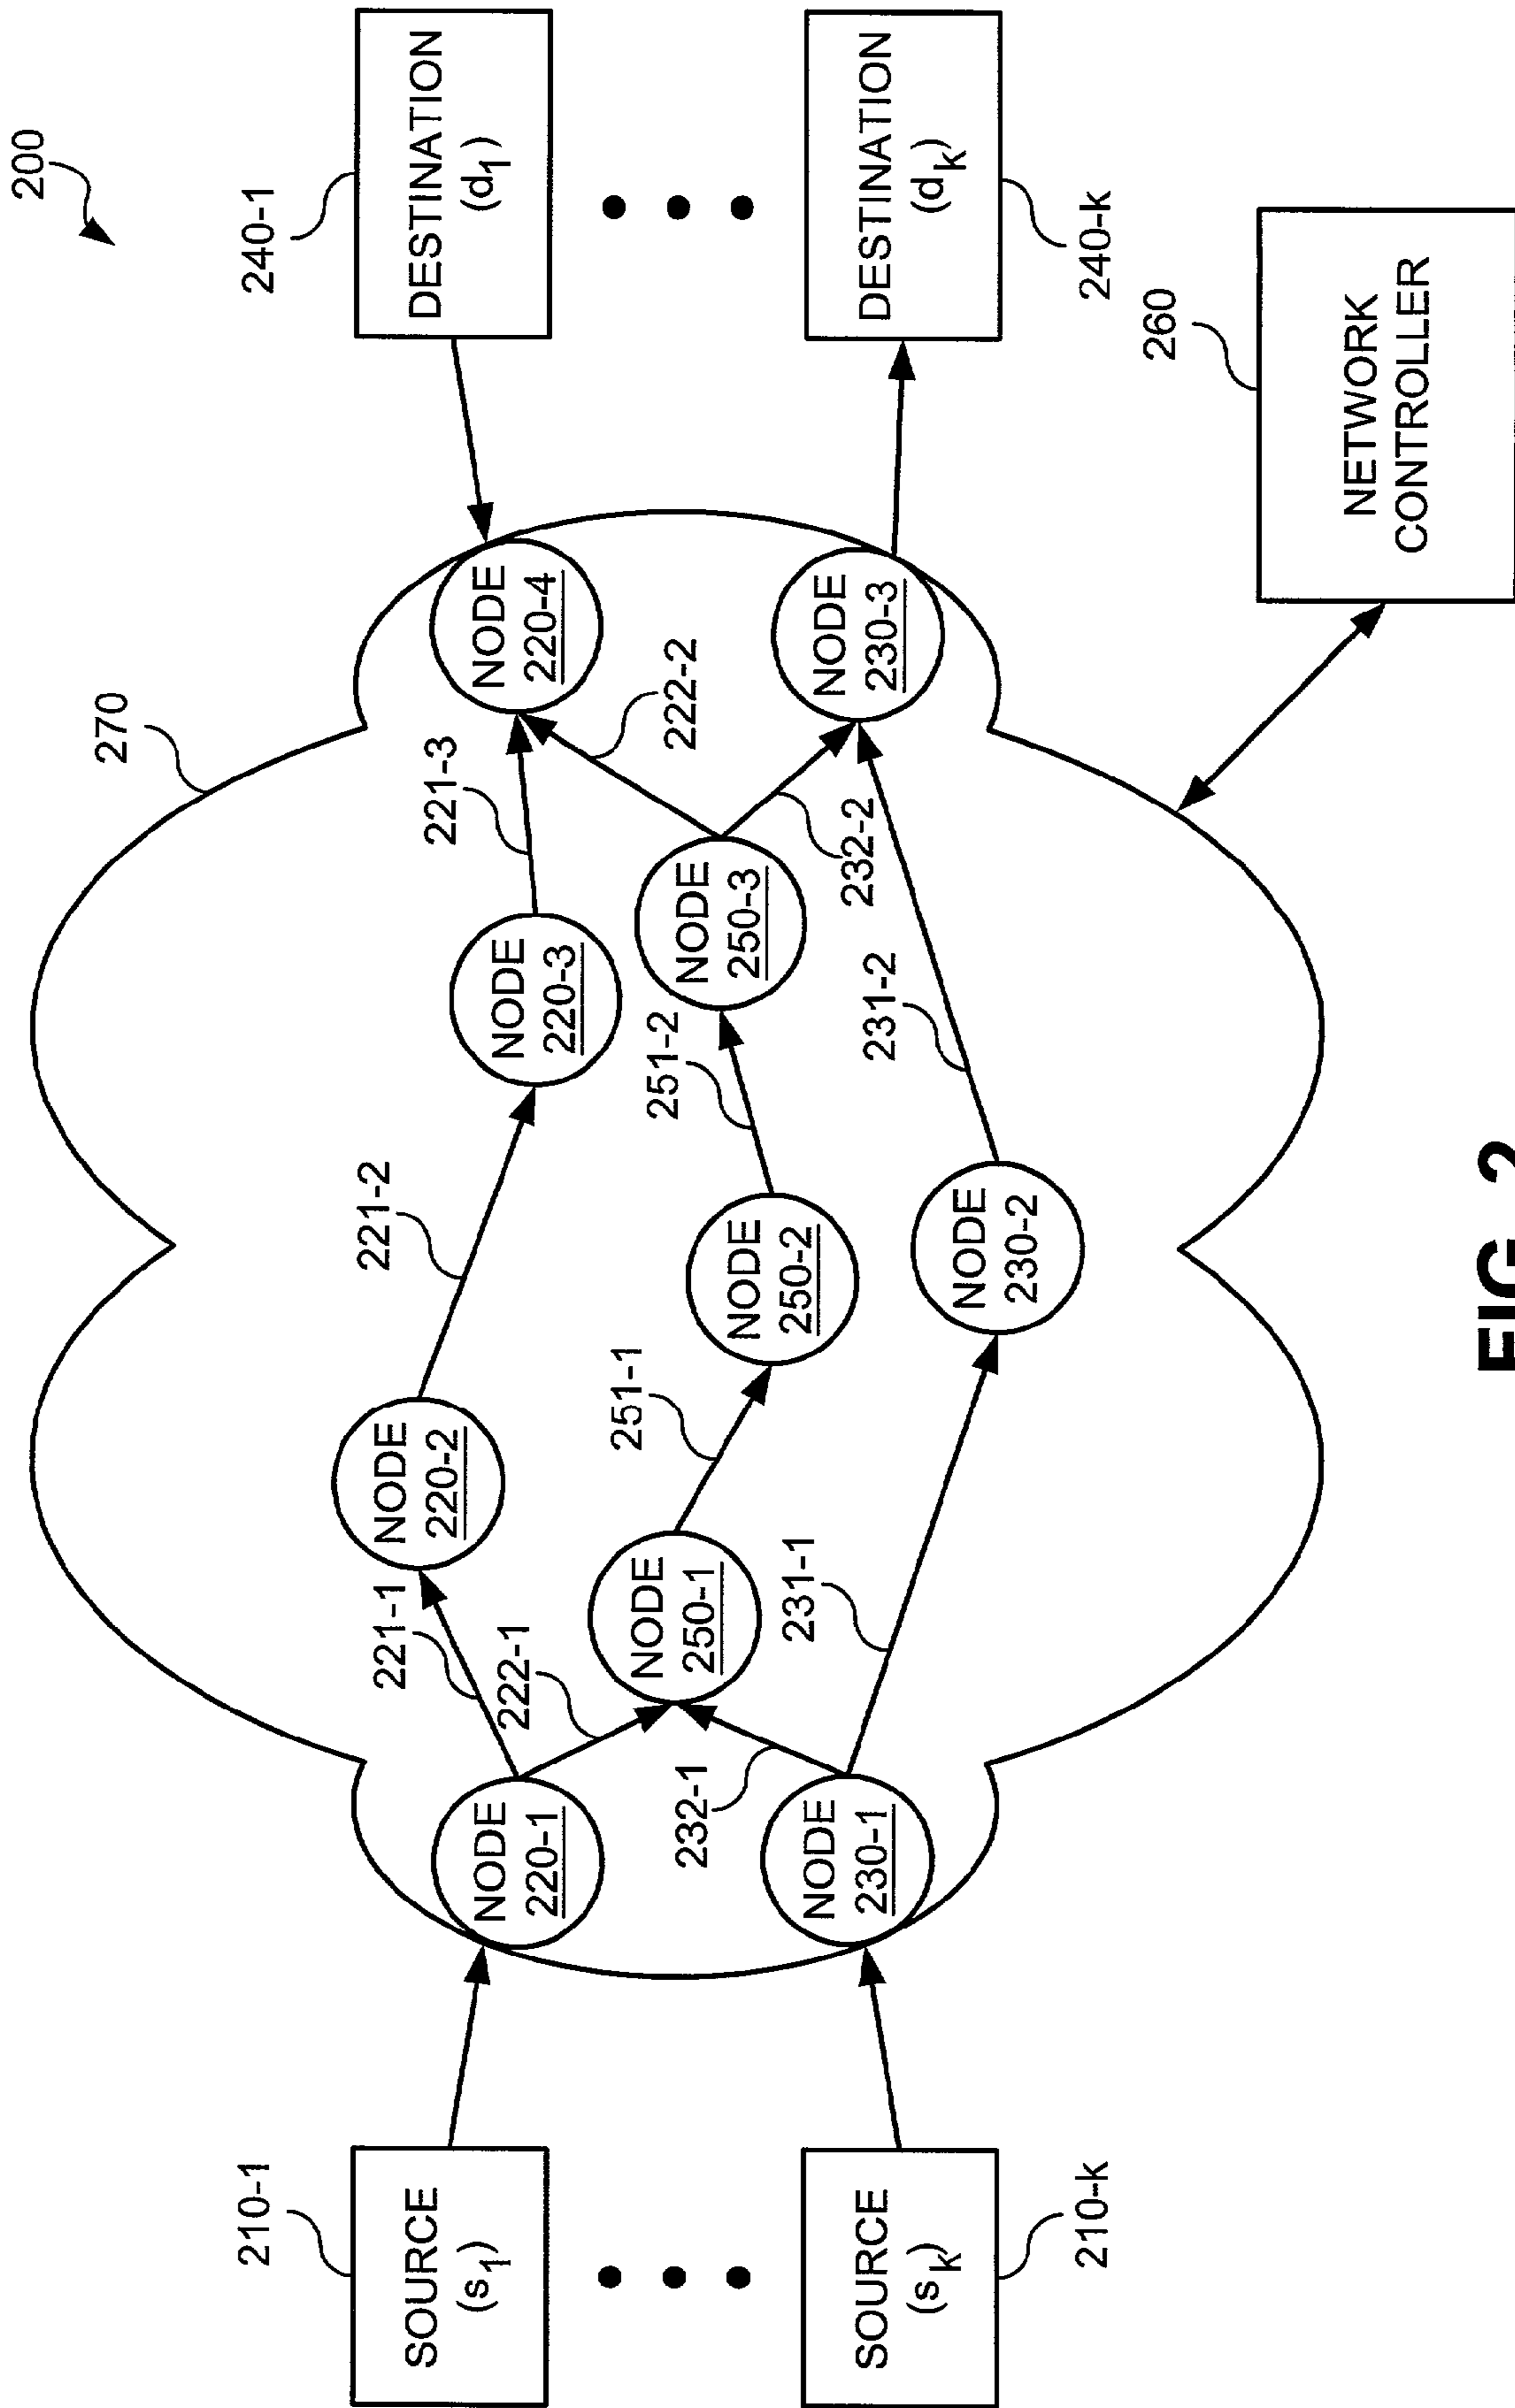 200
270
240-1
DESTINATION
(d1)
240-k
DESTINATION
(dk)
260
NETWORK
CONTROLLER
210-1
SOURCE
(s1)
210-k
SOURCE
(sk)
NODE
220-1
221-1
NODE
220-2
221-2
NODE
220-3
221-3
NODE
220-4
222-1
222-2
NODE
250-1
251-1
NODE
250-2
251-2
NODE
250-3
232-1
232-2
NODE
230-1
231-1
NODE
230-2
231-2
NODE
230-3
FIG. 2